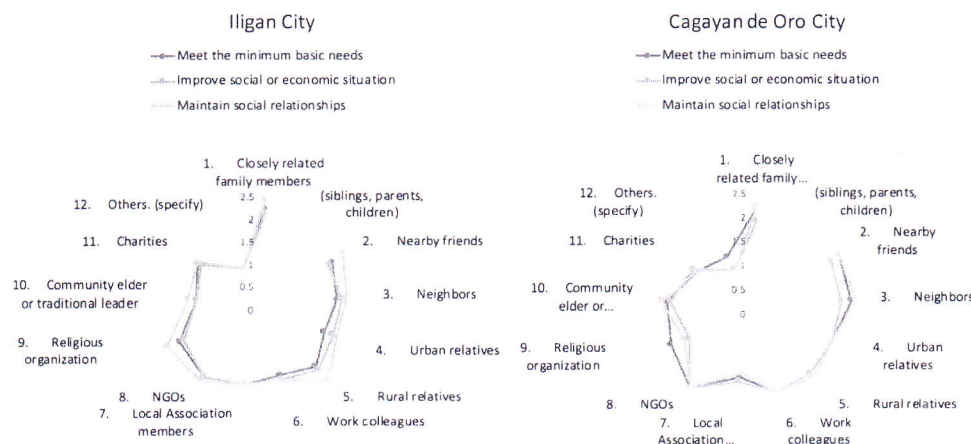 Iligan City
Meet the minimum basic needs
Improve social or economic situation
Maintain social relationships
1. Closely related
family members
(siblings, parents,
children)
2. Nearby friends
3. Neighbors
4. Urban relatives
5. Rural relatives
6. Work colleagues
7. Local Association
members
8. NGOs
9. Religious
organization
10. Community elder
or traditional leader
11. Charities
12. Others. (specify)
2.5
2
1.5
1
0.5
0
Cagayan de Oro City
Meet the minimum basic needs
Improve social or economic situation
Maintain social relationships
1. Closely
related family...
(siblings, parents,
children)
2. Nearby
friends
3. Neighbors
4. Urban
relatives
5. Rural relatives
6. Work
colleagues
7. Local
Association...
8. NGOs
9. Religious
organization
10. Community
elder or...
11. Charities
12. Others.
(specify)
2.5
2
1.5
1
0.5
0